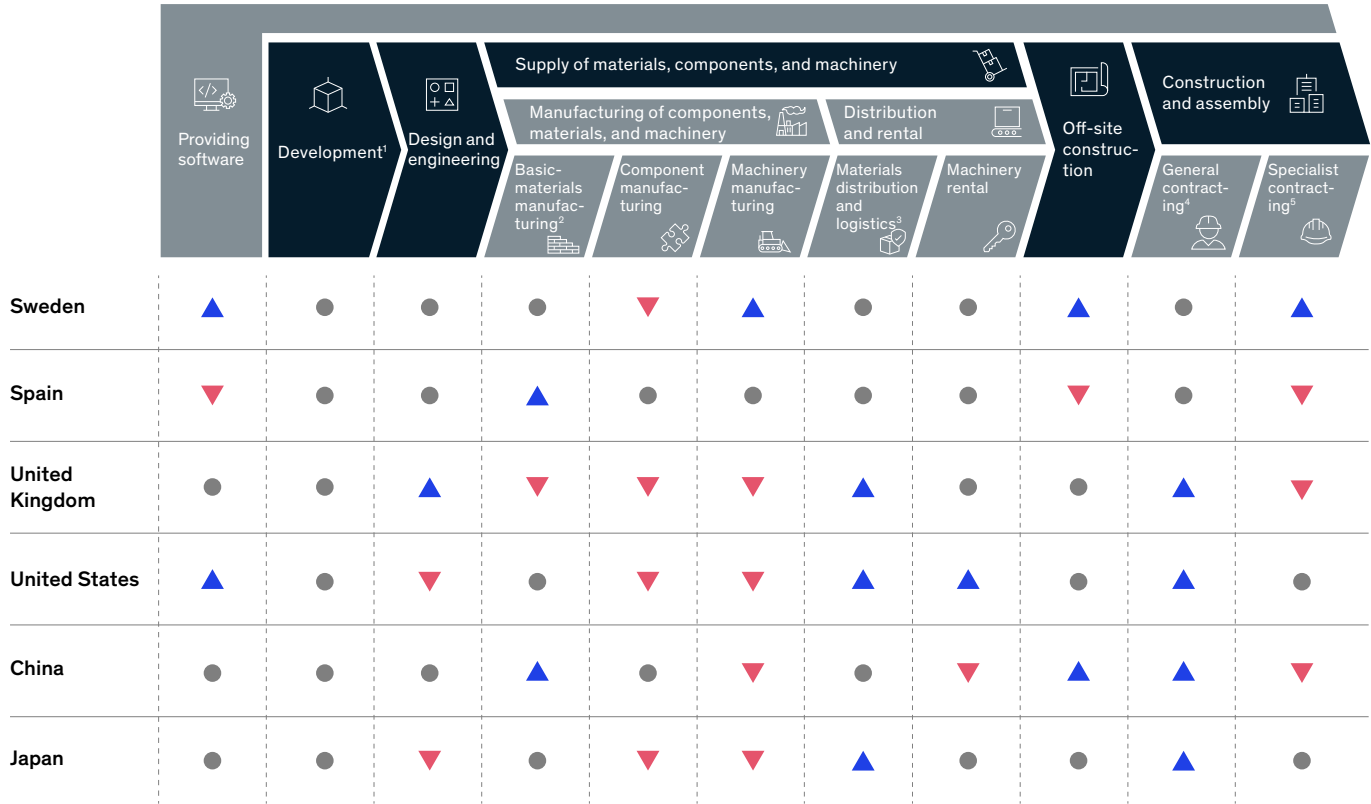 Providing
software
Development¹
Design and
engineering
Supply of materials, components, and machinery
Manufacturing of components,
materials, and machinery
Distribution
and rental
Basic-
materials
manufac-
turing²
Component
manufac-
turing
Machinery
manufac-
turing
Materials
distribution
and
logistics³
Machinery
rental
Off-site
construc-
tion
Construction
and assembly
General
contract-
ing⁴
Specialist
contract-
ing⁵
Sweden
Spain
United
Kingdom
United States
China
Japan